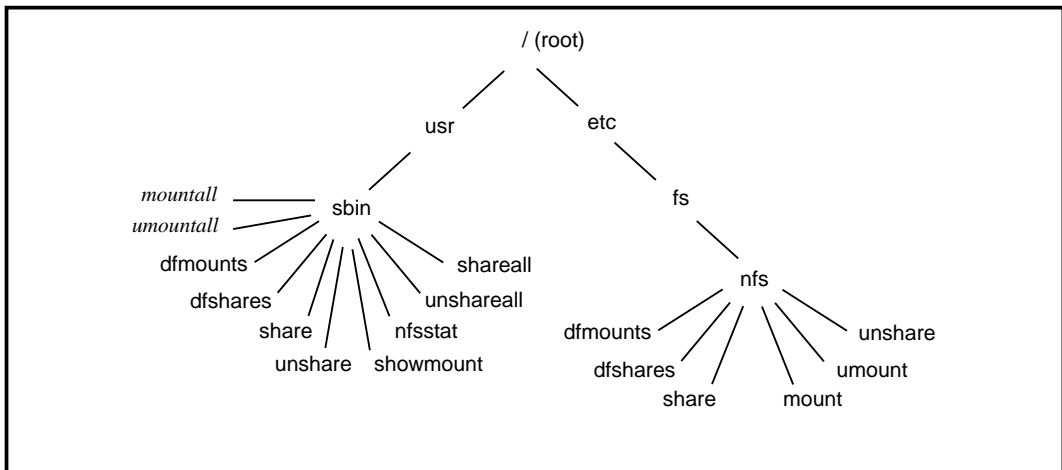 / (root)
usr
etc
mountall
sbin
fs
umountall
dfmounts
shareall
dfshares
unshareall
nfs
share
nfsstat
dfmounts
unshare
unshare
showmount
dfshares
umount
share
mount